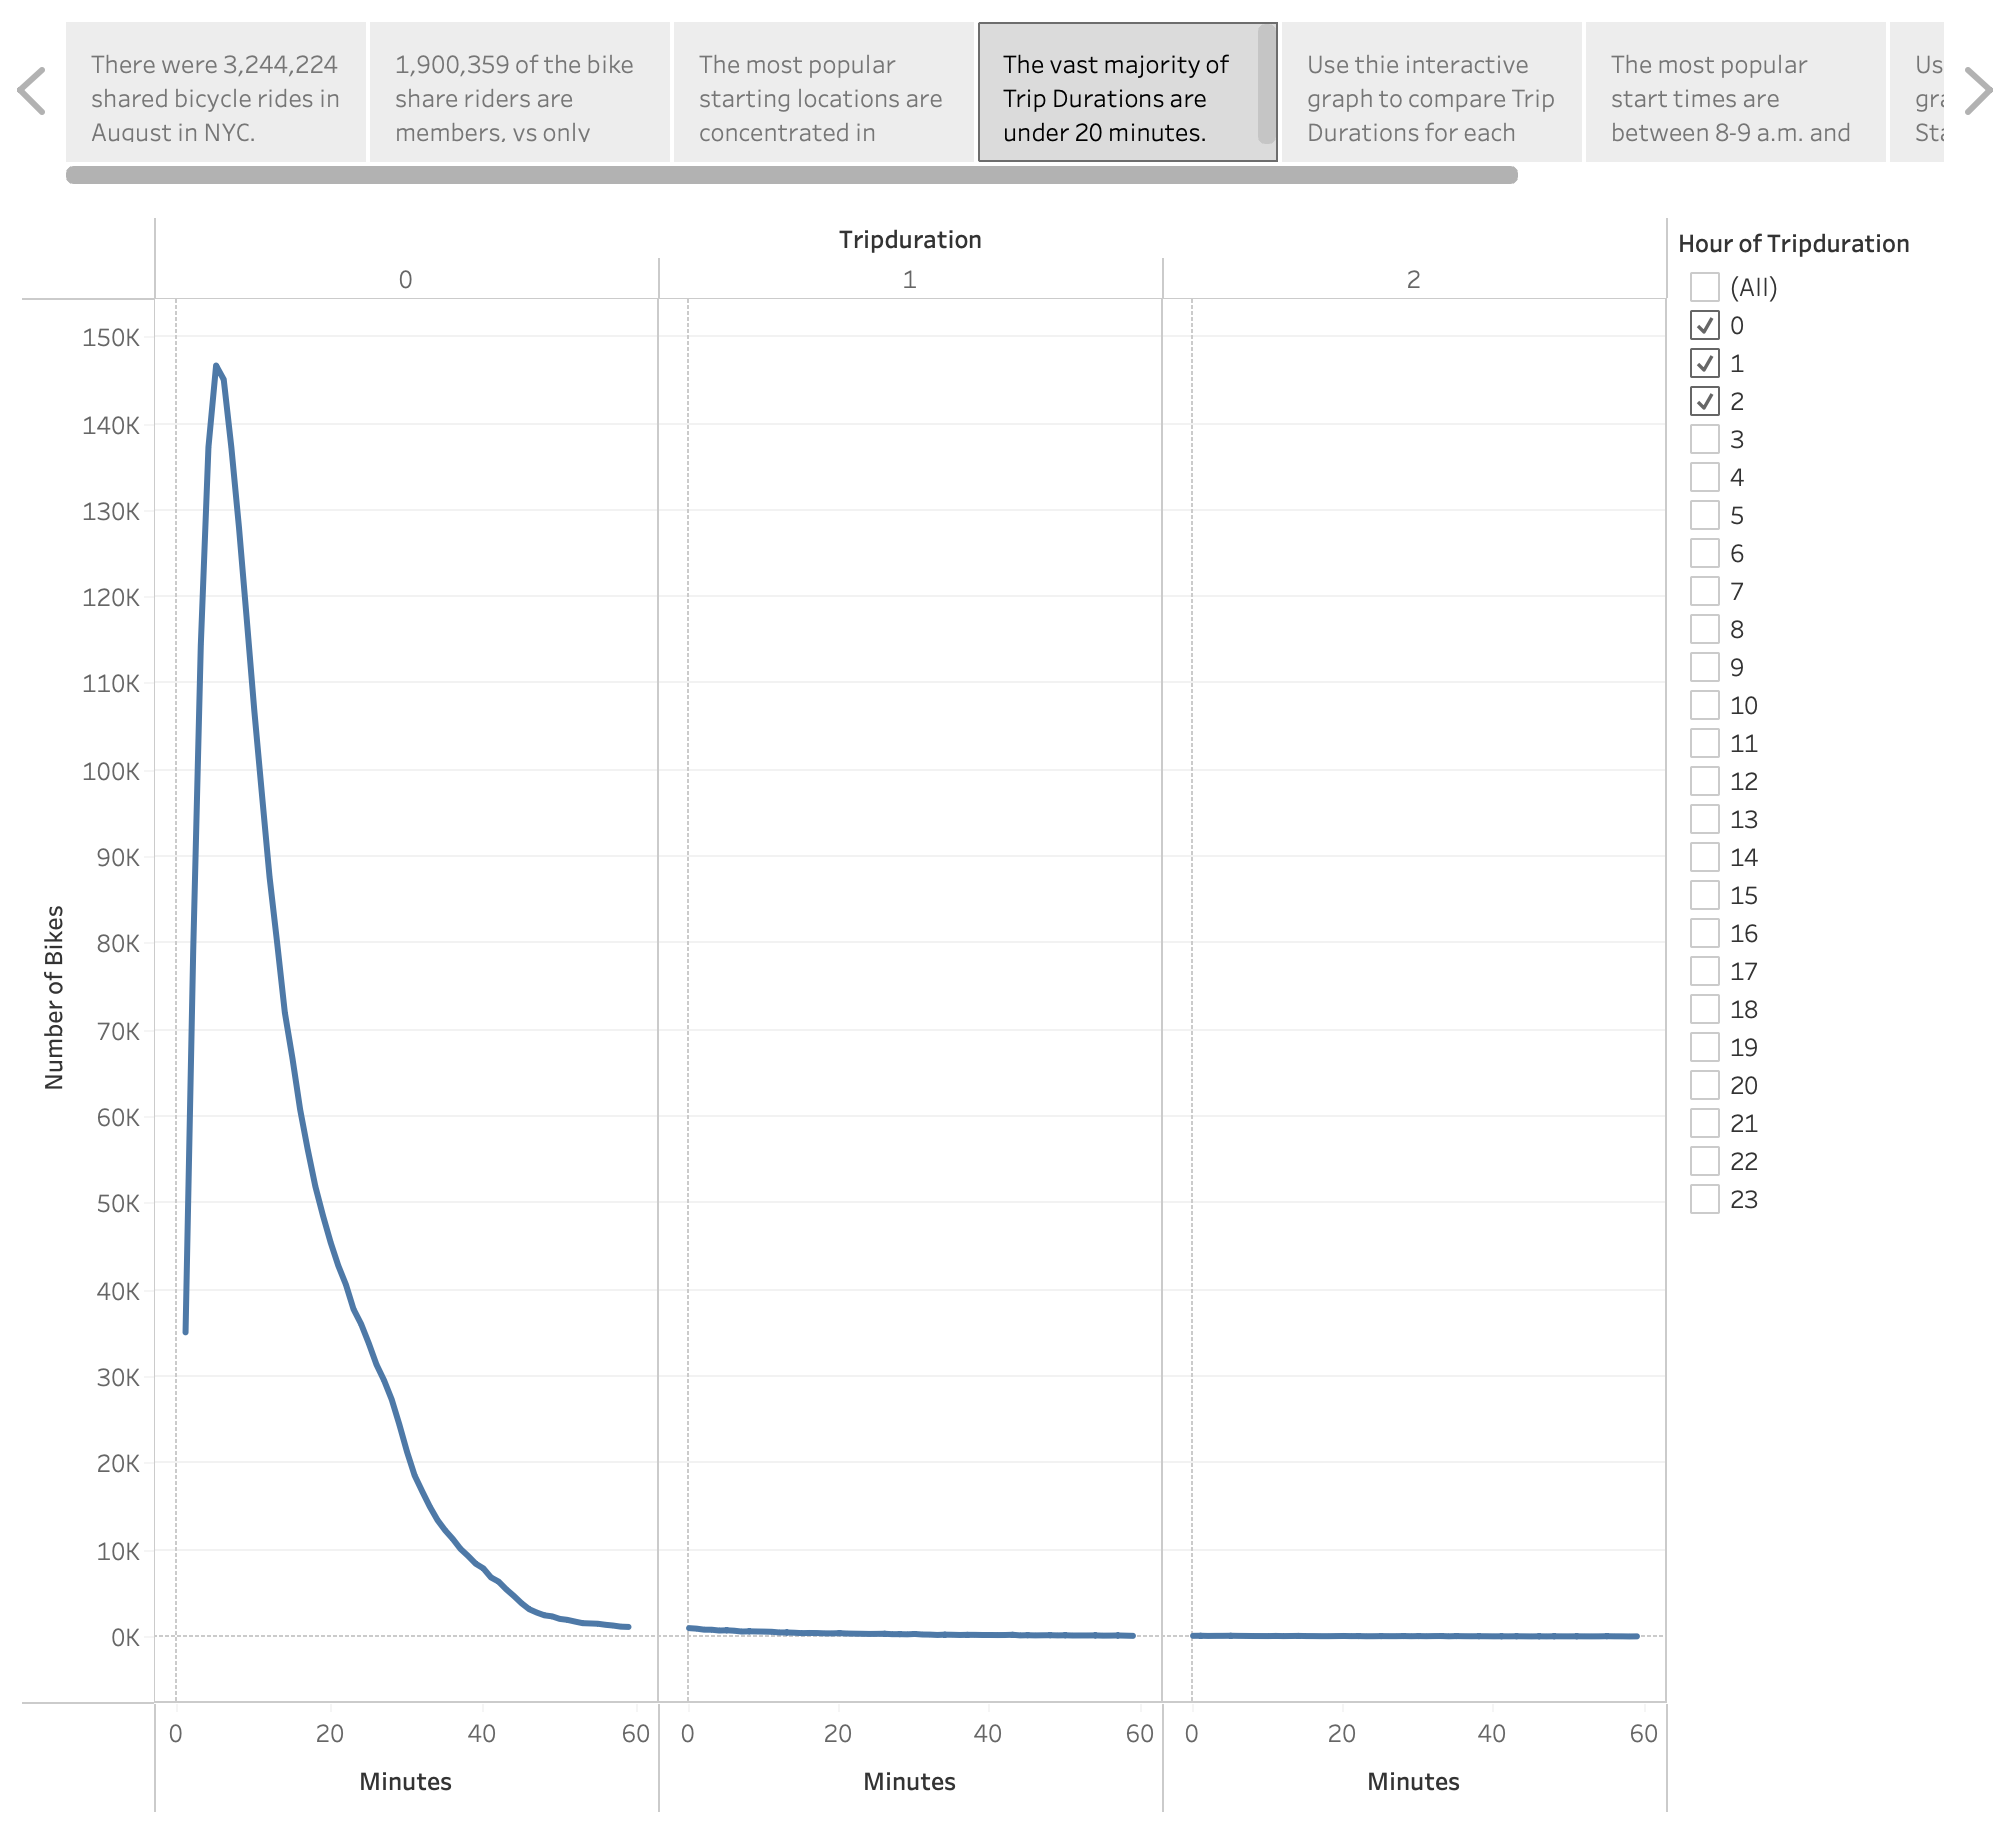 There were 3,244,224
shared bicycle rides in
August in NYC.
1,900,359 of the bike
share riders are
members, vs only
The most popular
starting locations are
concentrated in
The vast majority of
Trip Durations are
under 20 minutes.
Use thie interactive
graph to compare Trip
Durations for each
The most popular
start times are
between 8-9 a.m. and
Us
gra
Sta
Tripduration
0
1
2
150K
140K
130K
120K
110K
100K
90K
80K
70K
60K
50K
40K
30K
20K
10K
0K
Number of Bikes
0 20 40 60
0 20 40 60
0 20 40 60
Minutes
Minutes
Minutes
Hour of Tripduration
(All)
0
1
2
3
4
5
6
7
8
9
10
11
12
13
14
15
16
17
18
19
20
21
22
23